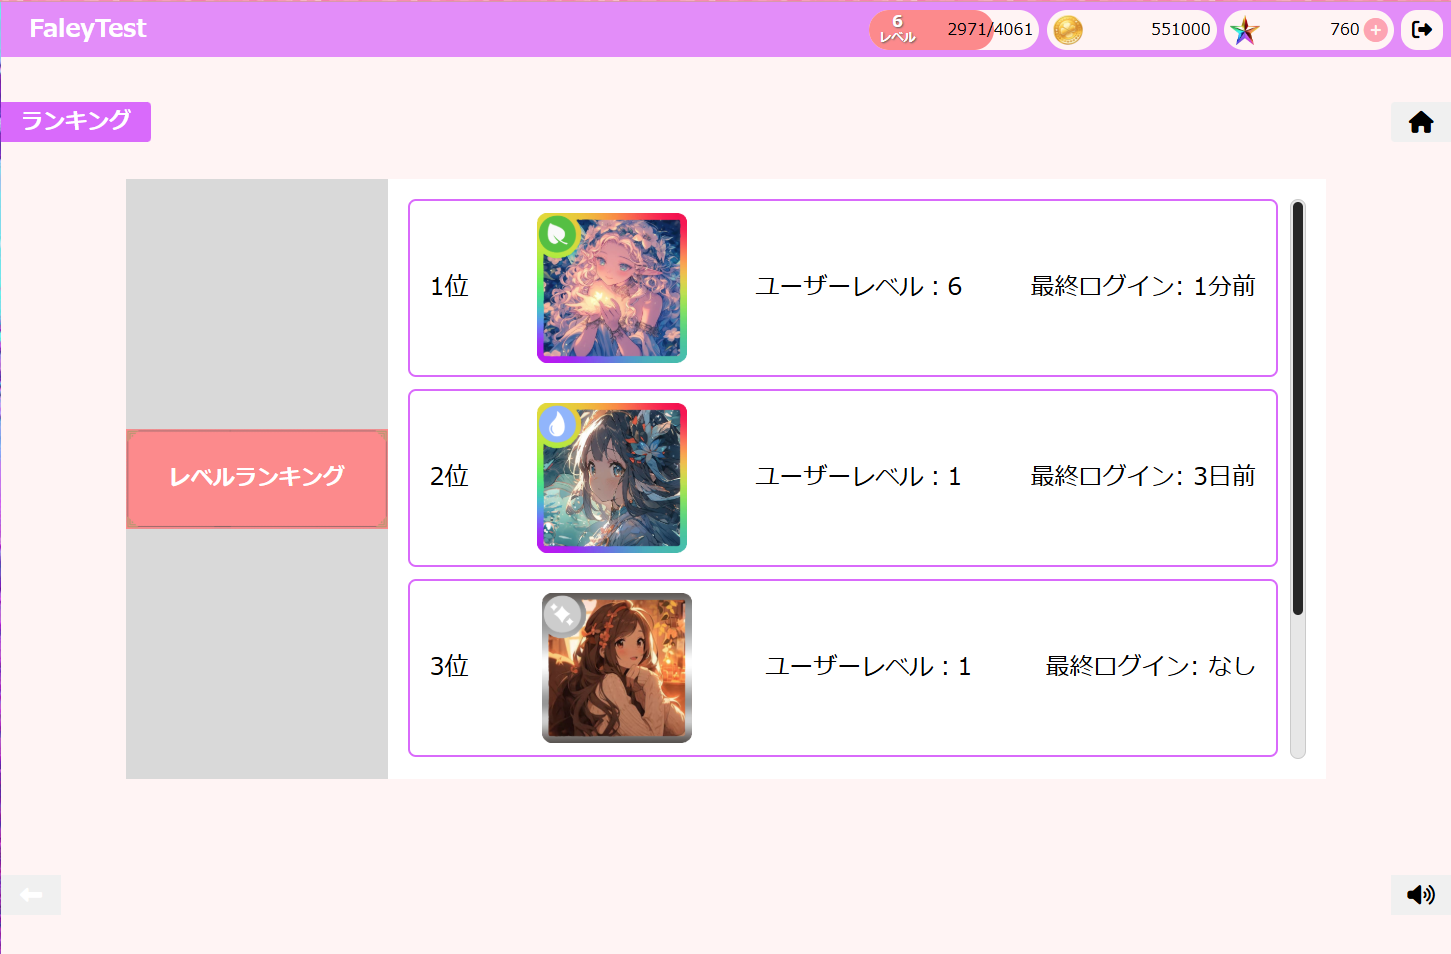 FaleyTest
6
レベル
2971/4061
551000
760
ランキング
レベルランキング
1位
ユーザーレベル：6
最終ログイン: 1分前
2位
ユーザーレベル：1
最終ログイン: 3日前
3位
ユーザーレベル：1
最終ログイン: なし